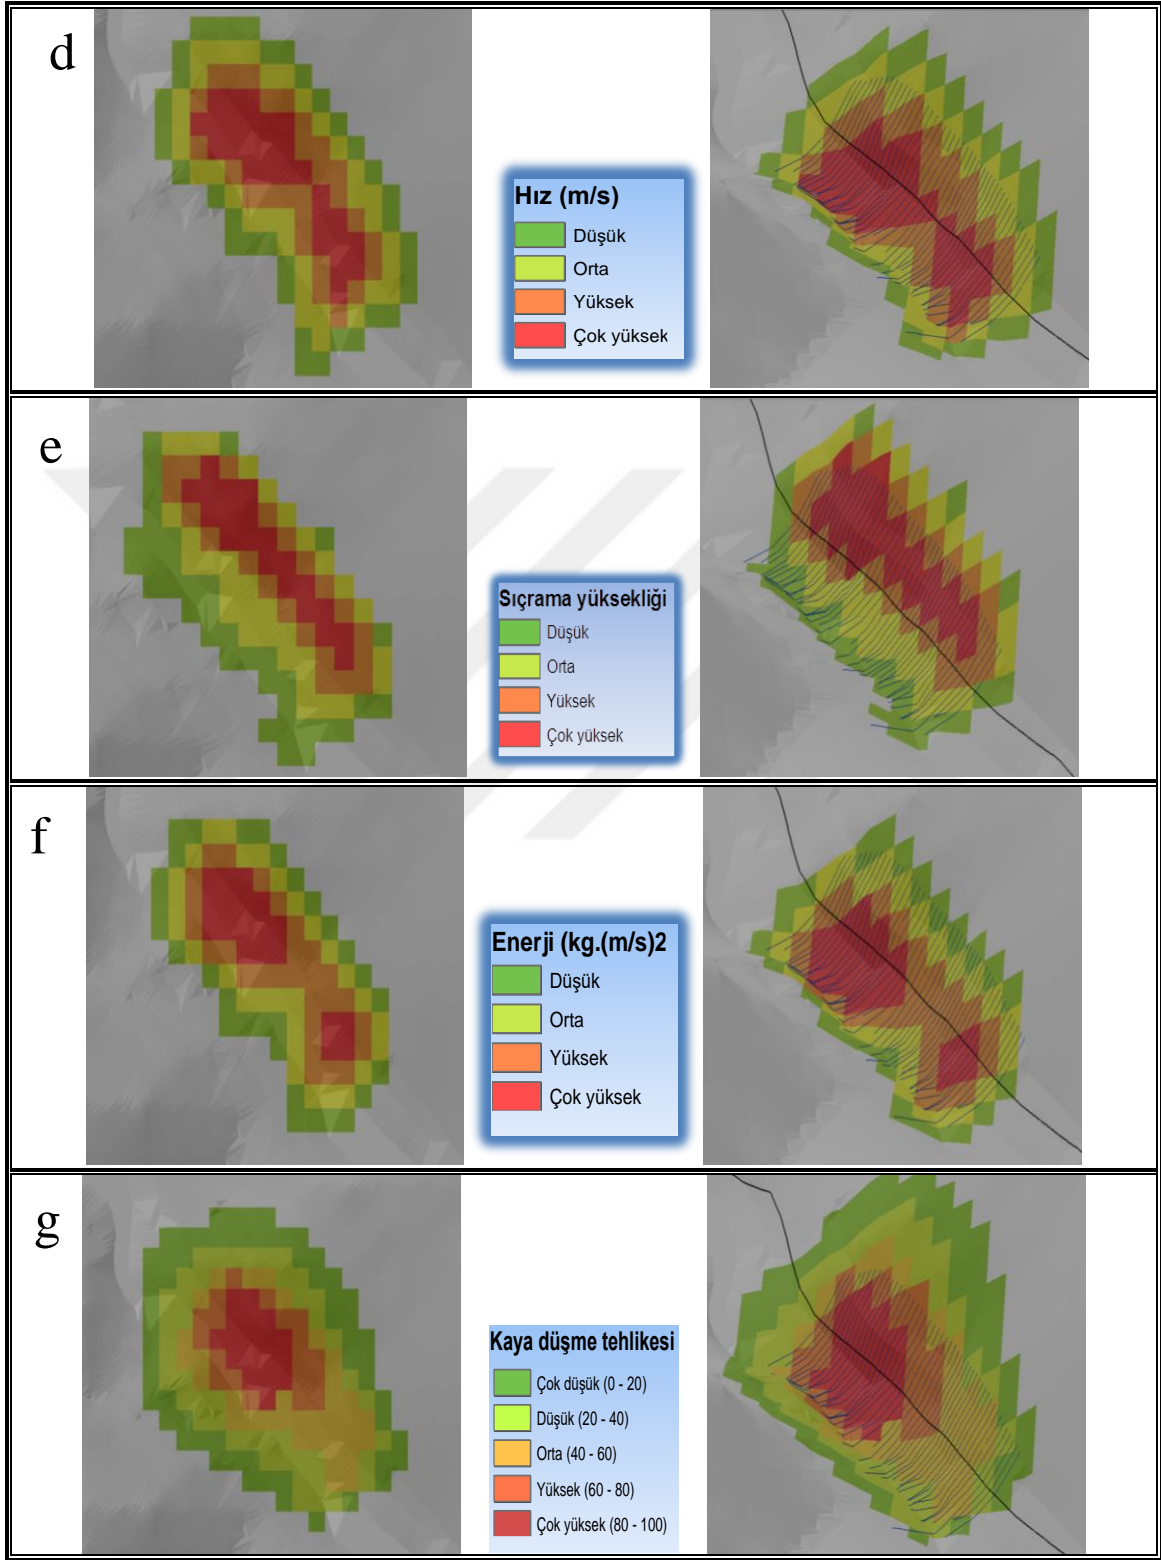 d
Hız (m/s)
Düşük
Orta
Yüksek
Çok yüksek
e
Sıçrama yüksekliği
Düşük
Orta
Yüksek
Çok yüksek
f
Enerji (kg.(m/s)2
Düşük
Orta
Yüksek
Çok yüksek
g
Kaya düşme tehlikesi
Çok düşük (0 - 20)
Düşük (20 - 40)
Orta (40 - 60)
Yüksek (60 - 80)
Çok yüksek (80 - 100)